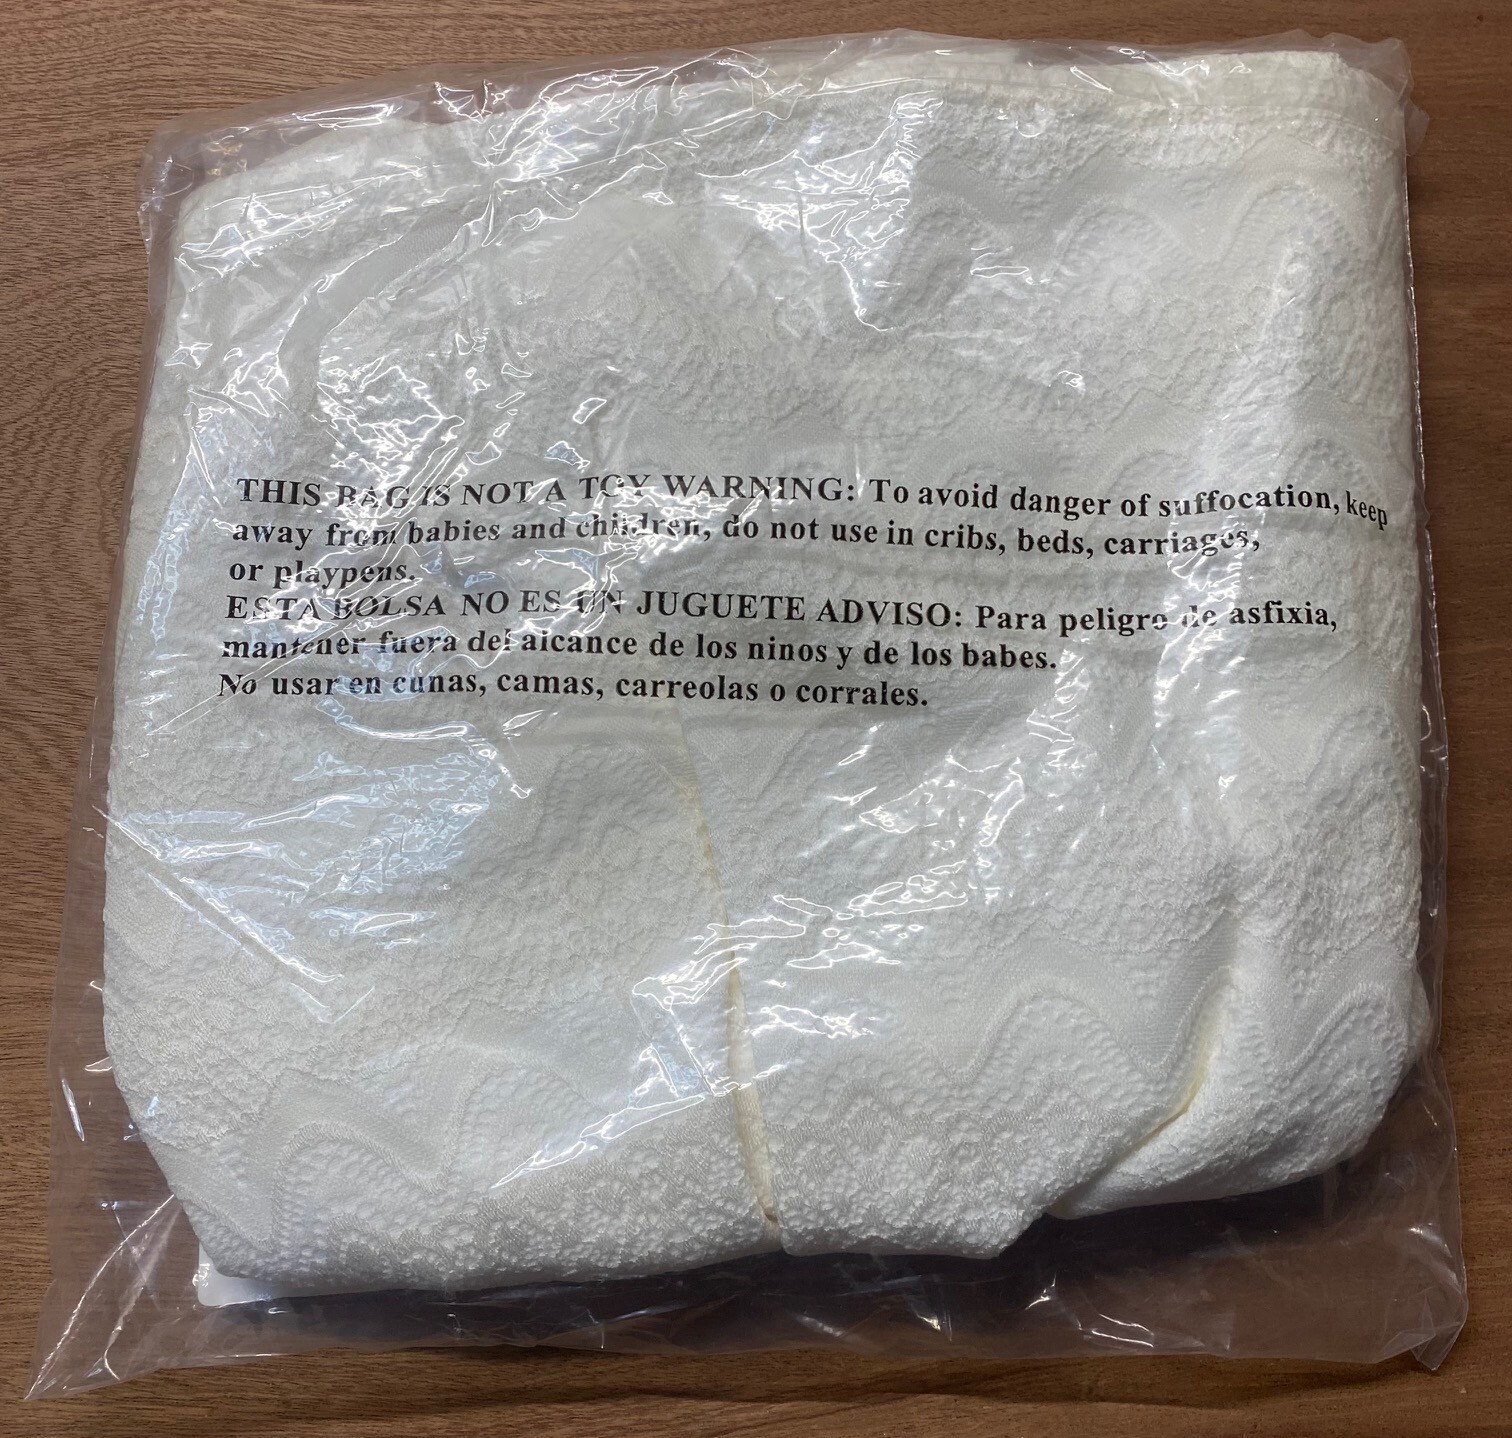 THIS BAG IS NOT A TOY WARNING: To avoid danger of suffocation, keep
away from babies and children, do not use in cribs, beds, carriages,
or playpens.
ESTA BOLSA NO ES UN JUGUETE ADVISO: Para peligro de asfixia,
mantener fuera del alcance de los ninos y de los babes.
No usar en cunas, camas, carreolas o corrales.